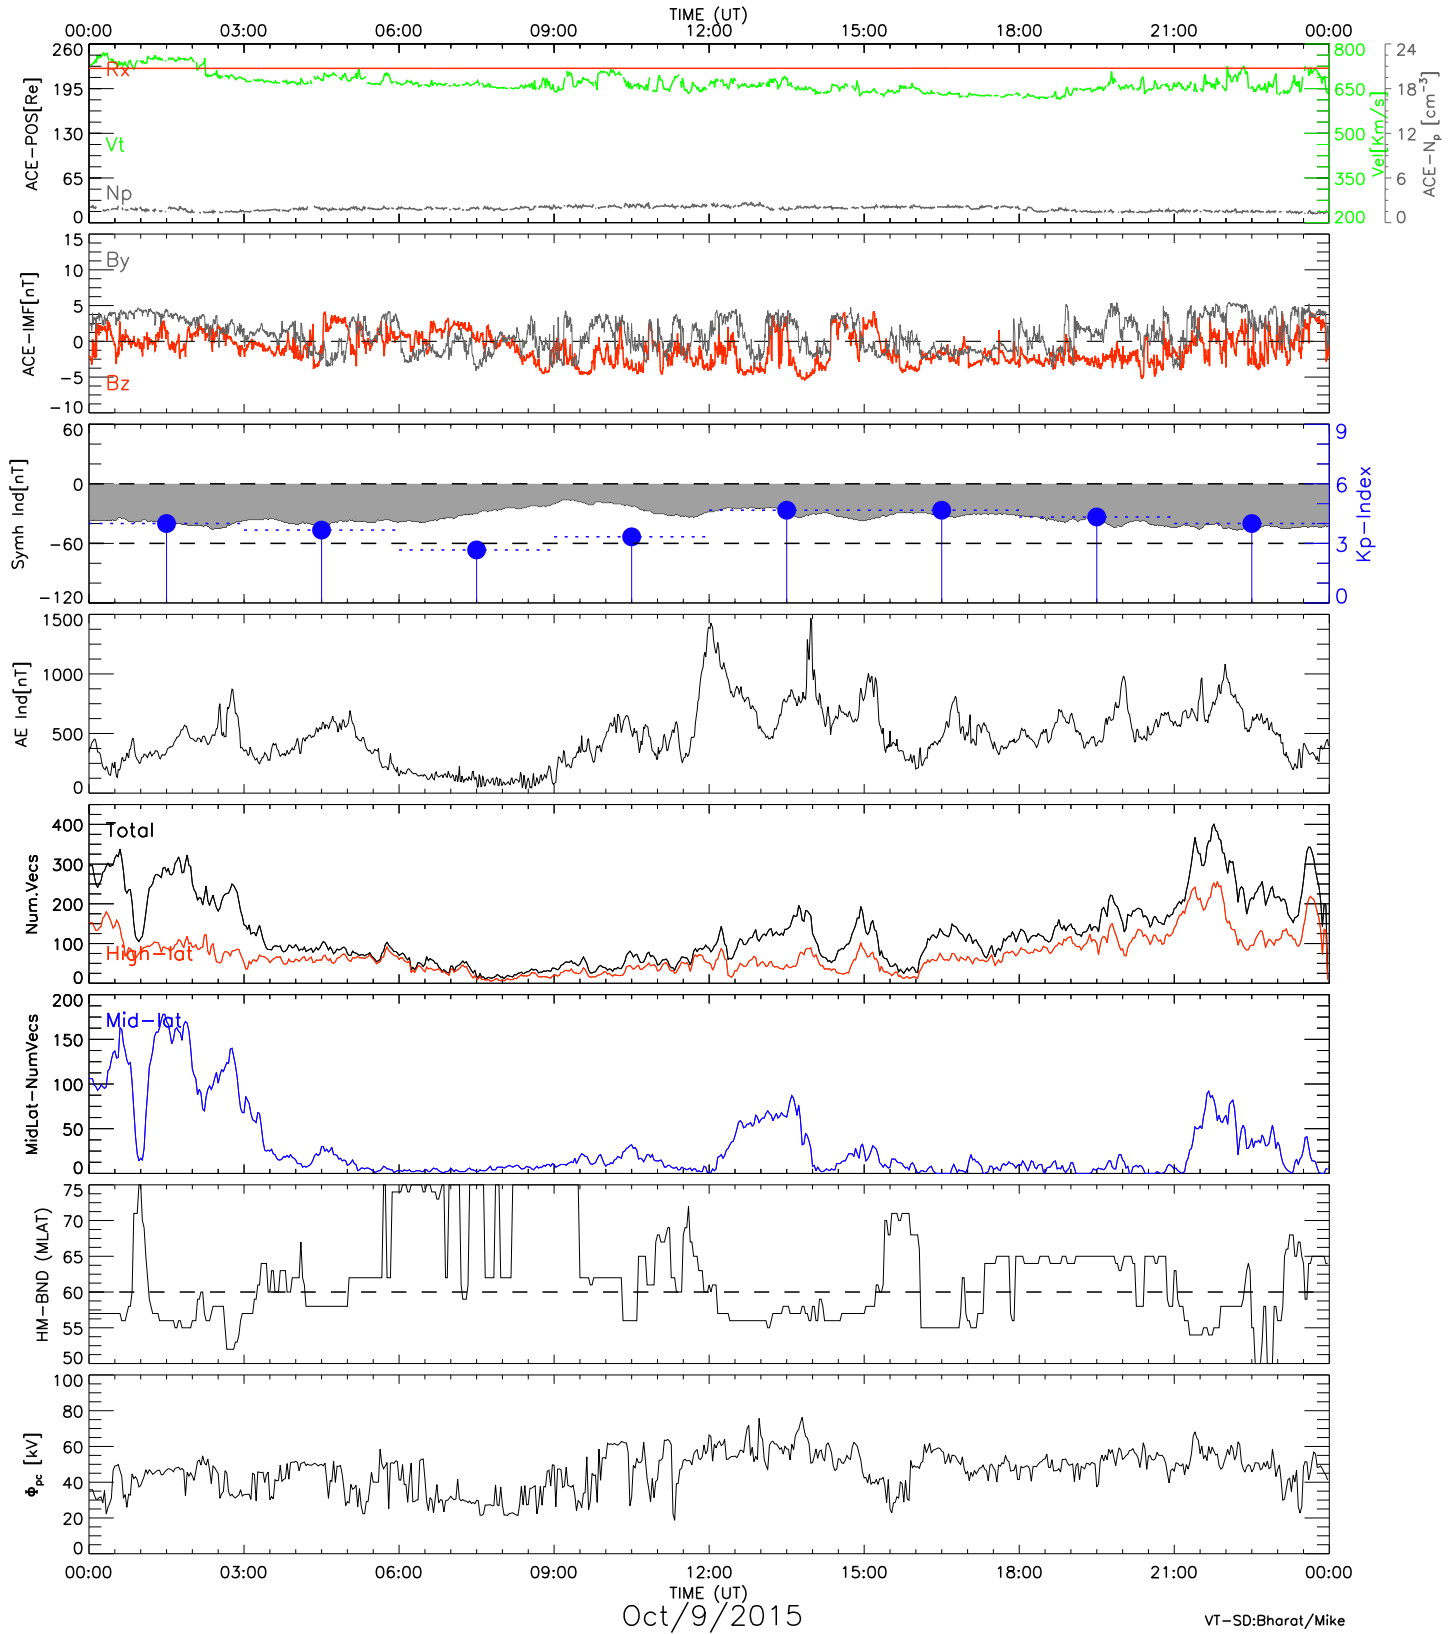 TIME (UT)
00:00 03:00 06:00 09:00 12:00 15:00 18:00 21:00 00:00
ACE-POS[Re]
260
195
130
65
0
Rx
Vt
Np
800
650
500
350
200
Vel[Km/s]
24
18
12
6
0
ACE-Np [cm-3]
ACE-IMF[nT]
15
10
5
0
-5
-10
By
Bz
Symh Ind[nT]
60
0
-60
-120
9
6
3
0
Kp-Index
AE Ind[nT]
1500
1000
500
0
Num.Vecs
400
300
200
100
0
Total
High-lat
MidLat-NumVecs
200
150
100
50
0
Mid-lat
HM-BND (MLAT)
75
70
65
60
55
50
Φpc [kV]
100
80
60
40
20
0
00:00 03:00 06:00 09:00 12:00 15:00 18:00 21:00 00:00
TIME (UT)
Oct/9/2015
VT-SD:Bharat/Mike